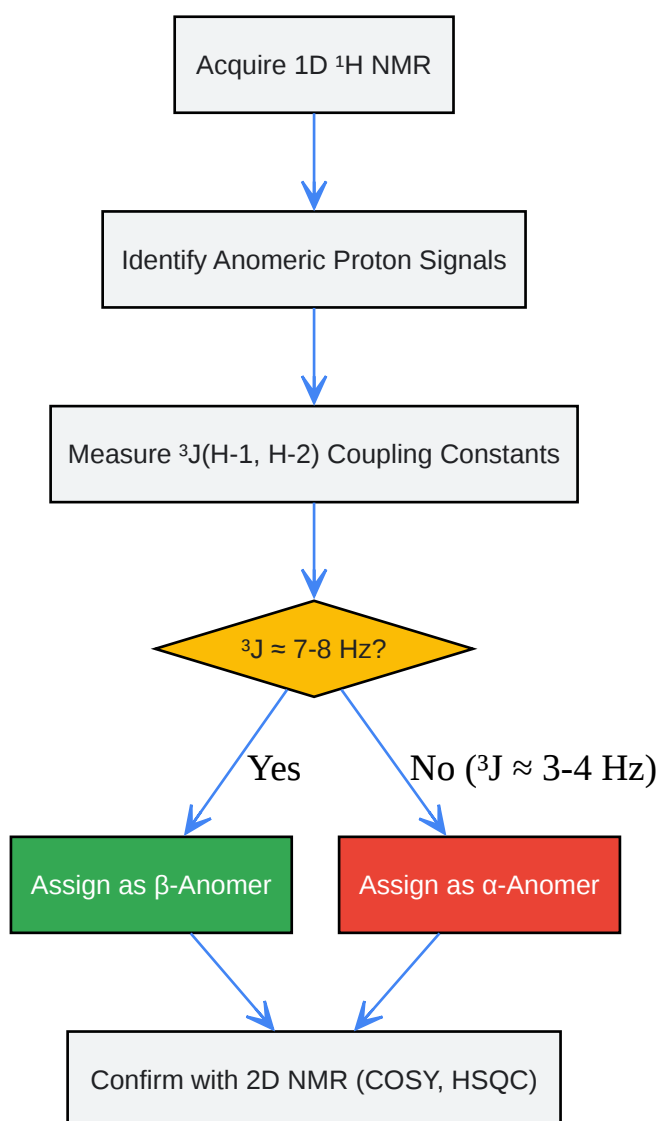 Acquire 1D ¹H NMR
Identify Anomeric Proton Signals
Measure ³J(H-1, H-2) Coupling Constants
³J ≈ 7-8 Hz?
Yes
No (³J ≈ 3-4 Hz)
Assign as β-Anomer
Assign as α-Anomer
Confirm with 2D NMR (COSY, HSQC)